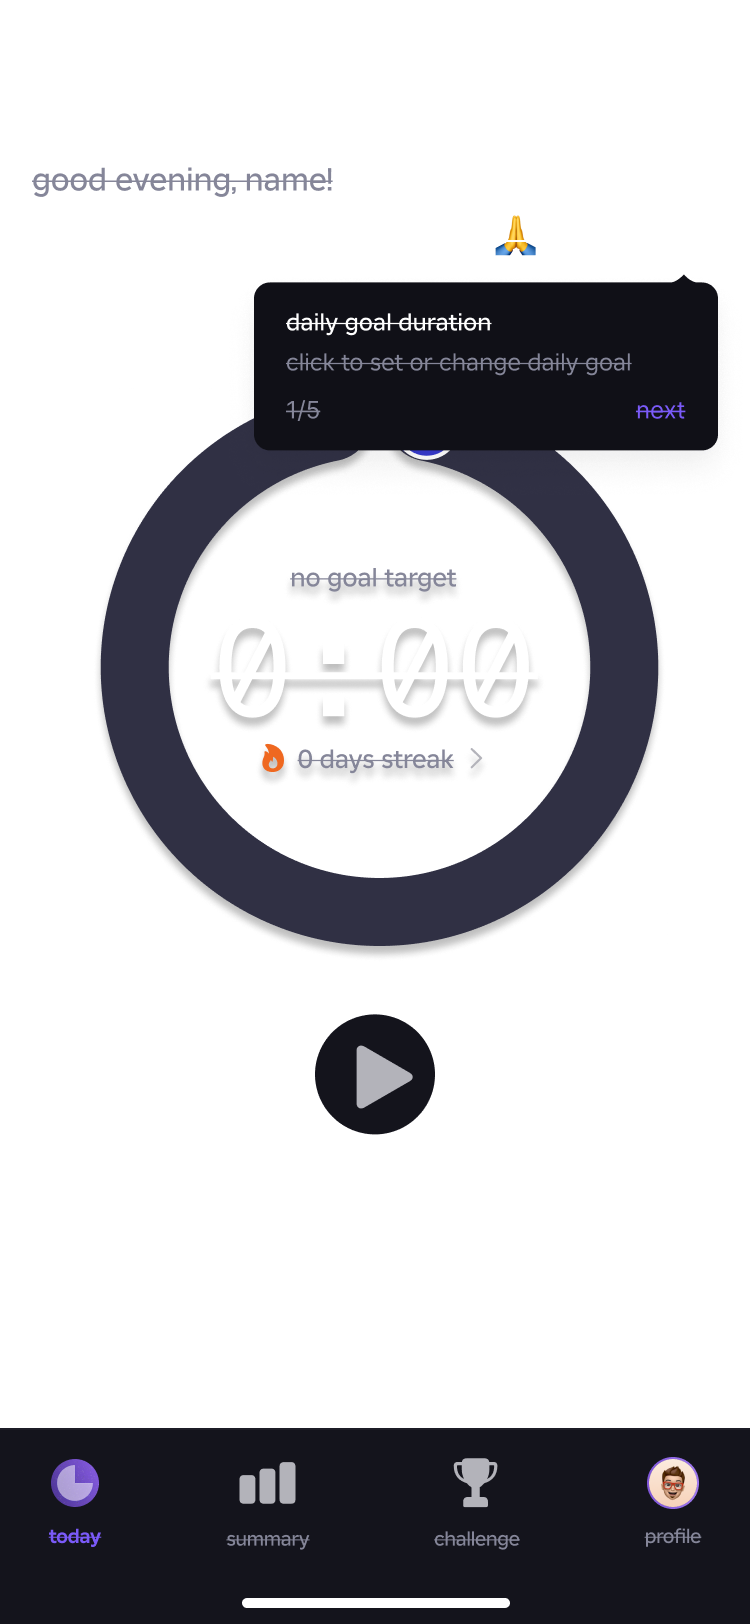 good evening, name!
🙏
daily goal duration
click to set or change daily goal
1/5
next
no goal target
0:00
0 days streak
today
summary
challenge
profile